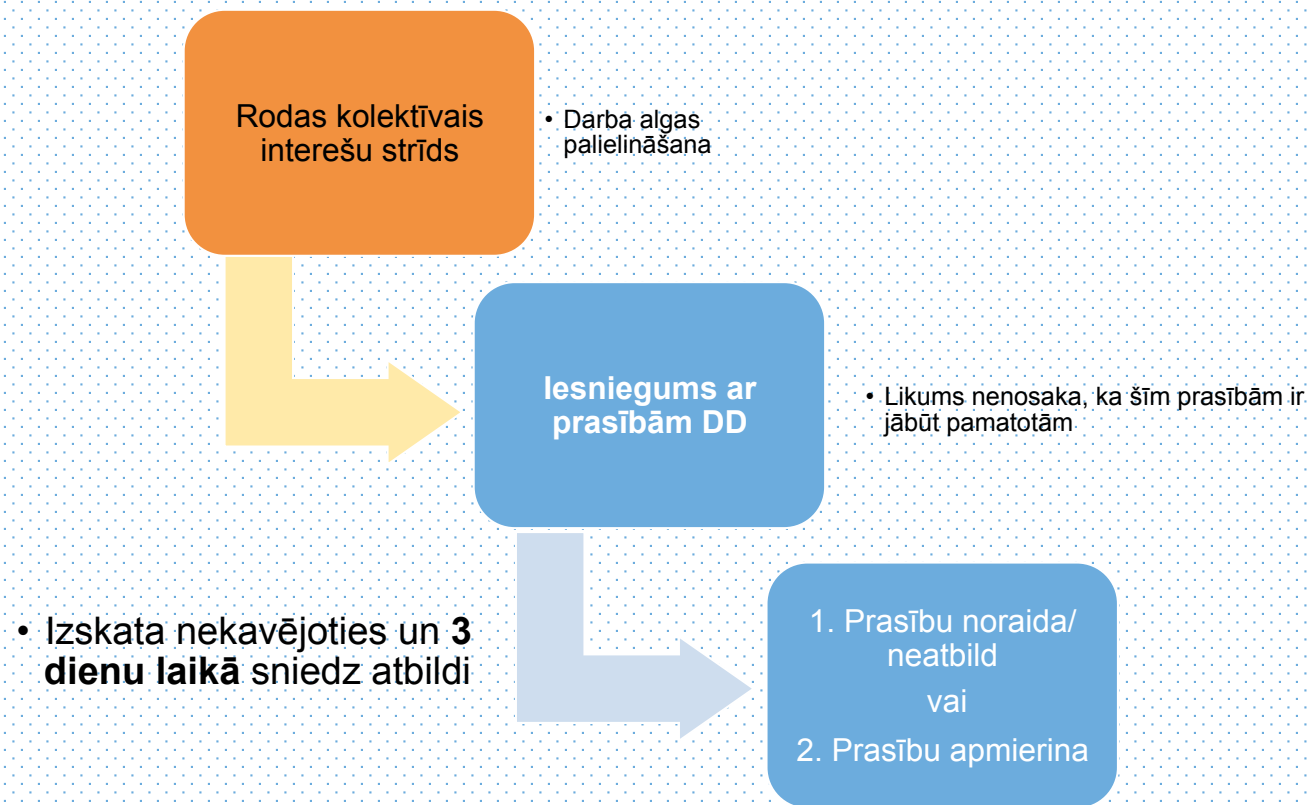 Rodas kolektīvais
interešu strīds
• Darba algas
palielināšana
Iesniegums ar
prasībām DD
• Likums nenosaka, ka šīm prasībām ir
jābūt pamatotām
• Izskata nekavējoties un 3
dienu laikā sniedz atbildi
1. Prasību noraida/
neatbild
vai
2. Prasību apmierina